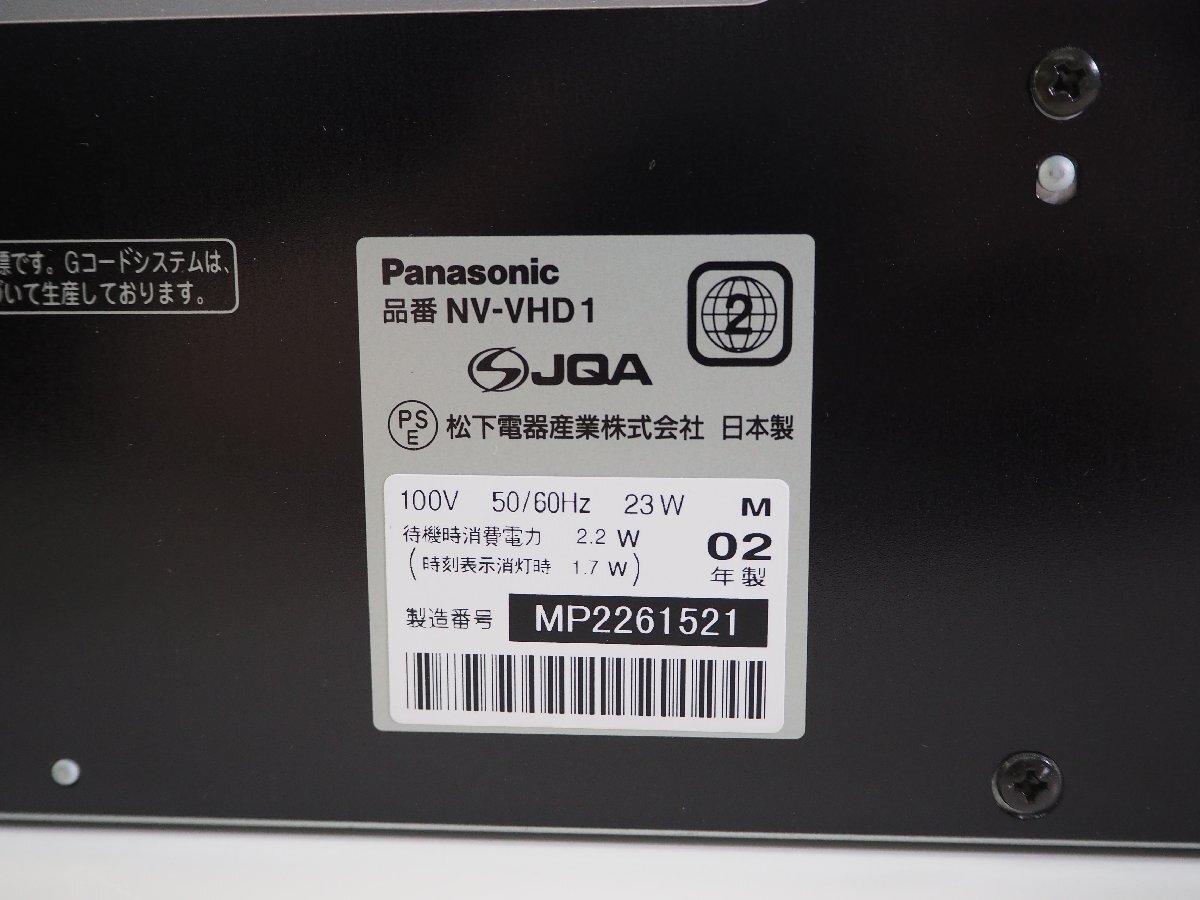 標です。Gコードシステムは、
づいて生産しております。
Panasonic
品番 NV-VHD1
2
JQA
PS
E
松下電器産業株式会社 日本製
100V 50/60Hz 23W M
待機時消費電力 2.2 W
(時刻表示消灯時 1.7 W)
02
年製
製造番号 MP2261521